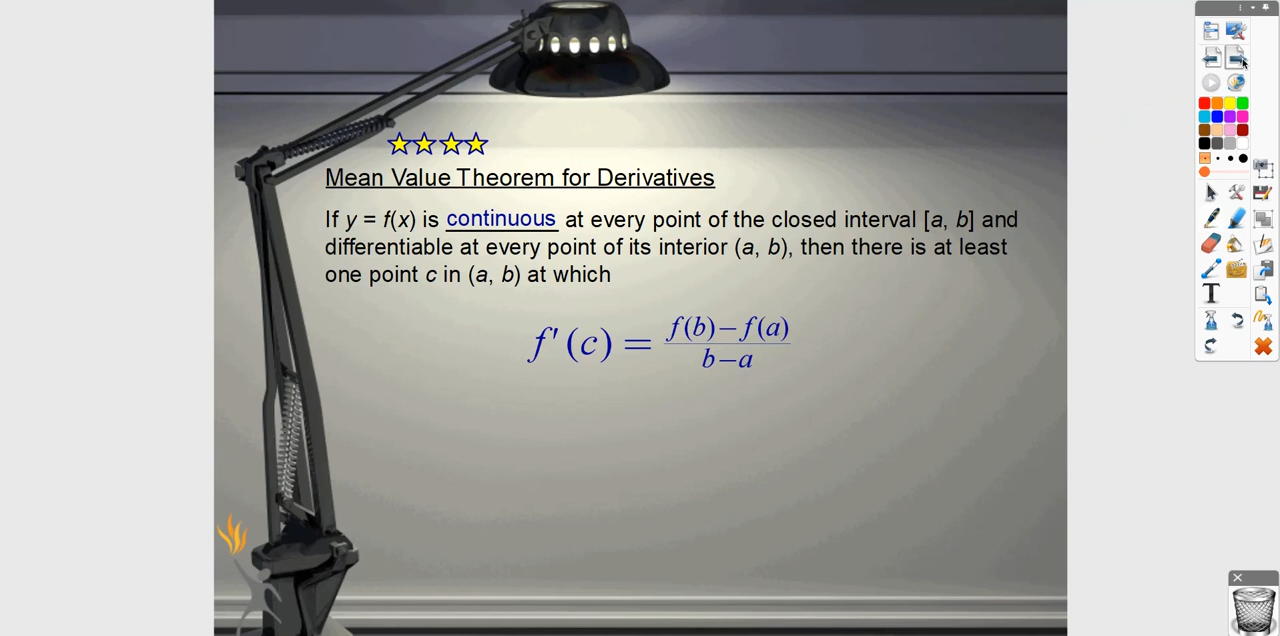 Mean Value Theorem for Derivatives
If y = f(x) is continuous at every point of the closed interval [a, b] and
differentiable at every point of its interior (a, b), then there is at least
one point c in (a, b) at which
f'(c) = f(b)−f(a) / b−a
T